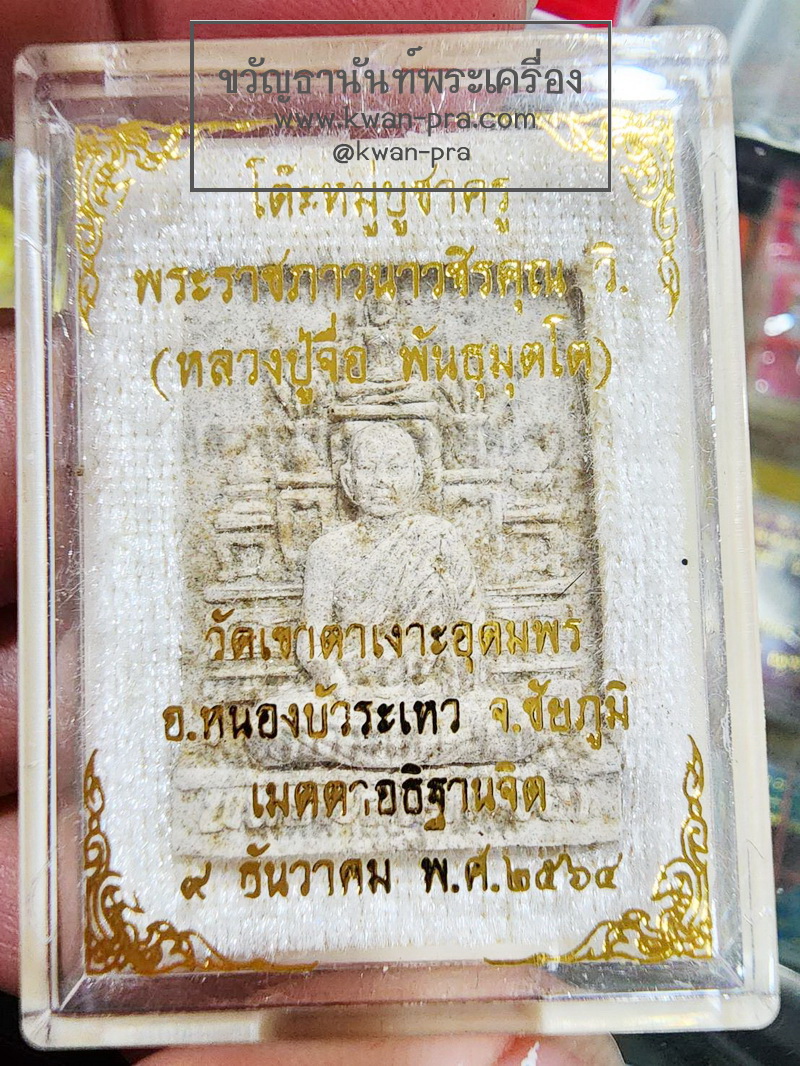 ขวัญธานันท์พระเครื่อง
www.kwan-pra.com
@kwan-pra
โต๊ะหมู่บูชาครู
พระราชภาวนาวชิรคุณ วิ.
(หลวงปู่จื่อ พันธมุตโต)
วัดเขาตาเงาะอุดมพร
อ.หนองบัวระเหว จ.ชัยภูมิ
เมตตาอธิฐานจิต
๙ ธันวาคม พ.ศ.๒๕๖๔